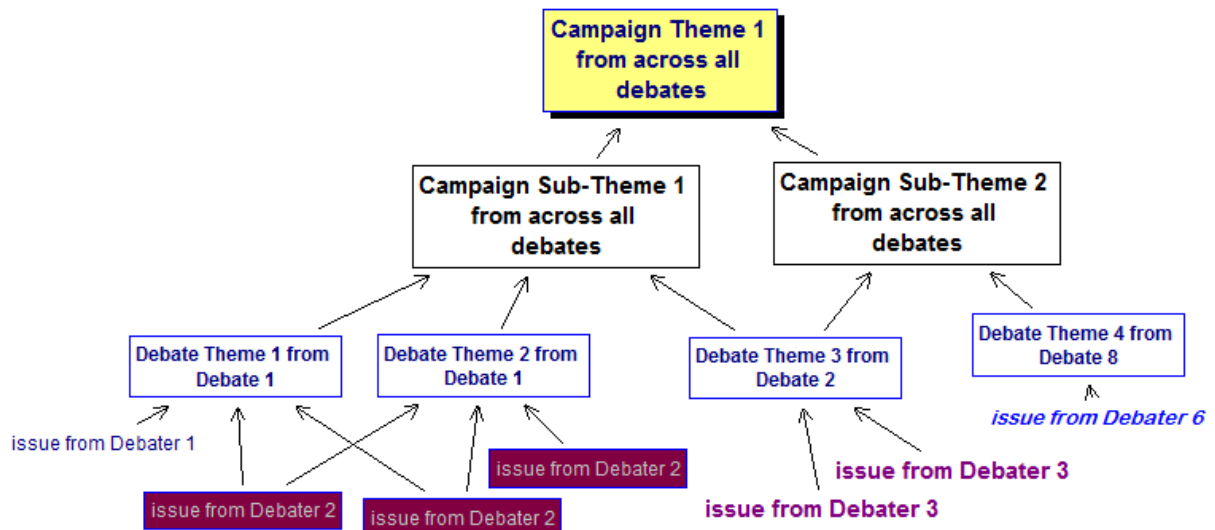 Campaign Theme 1
from across all
debates
Campaign Sub-Theme 1
from across all
debates
Campaign Sub-Theme 2
from across all
debates
Debate Theme 1 from
Debate 1
Debate Theme 2 from
Debate 1
Debate Theme 3 from
Debate 2
Debate Theme 4 from
Debate 8
issue from Debater 1
issue from Debater 2
issue from Debater 2
issue from Debater 2
issue from Debater 3
issue from Debater 3
issue from Debater 6